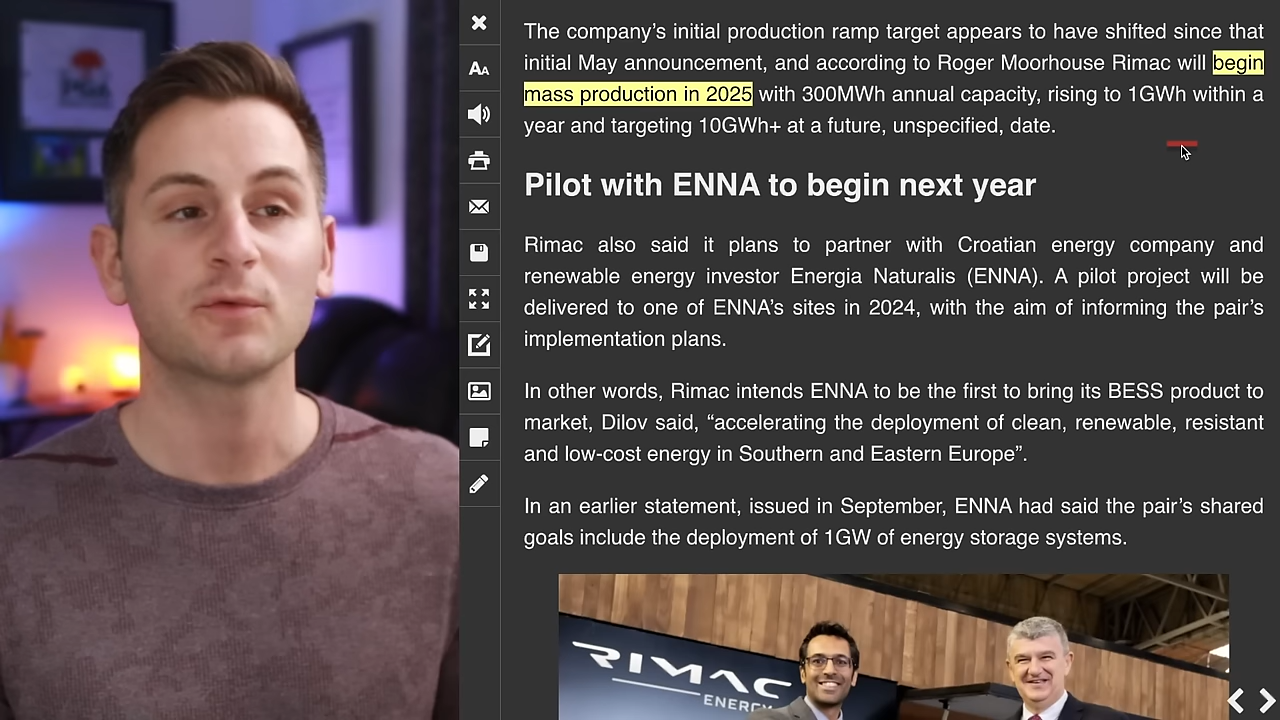 AA
The company’s initial production ramp target appears to have shifted since that
initial May announcement, and according to Roger Moorhouse Rimac will begin
mass production in 2025 with 300MWh annual capacity, rising to 1GWh within a
year and targeting 10GWh+ at a future, unspecified, date.
Pilot with ENNA to begin next year
Rimac also said it plans to partner with Croatian energy company and
renewable energy investor Energia Naturalis (ENNA). A pilot project will be
delivered to one of ENNA’s sites in 2024, with the aim of informing the pair’s
implementation plans.
In other words, Rimac intends ENNA to be the first to bring its BESS product to
market, Dilov said, “accelerating the deployment of clean, renewable, resistant
and low-cost energy in Southern and Eastern Europe”.
In an earlier statement, issued in September, ENNA had said the pair’s shared
goals include the deployment of 1GW of energy storage systems.
RIMAC
ENERGY